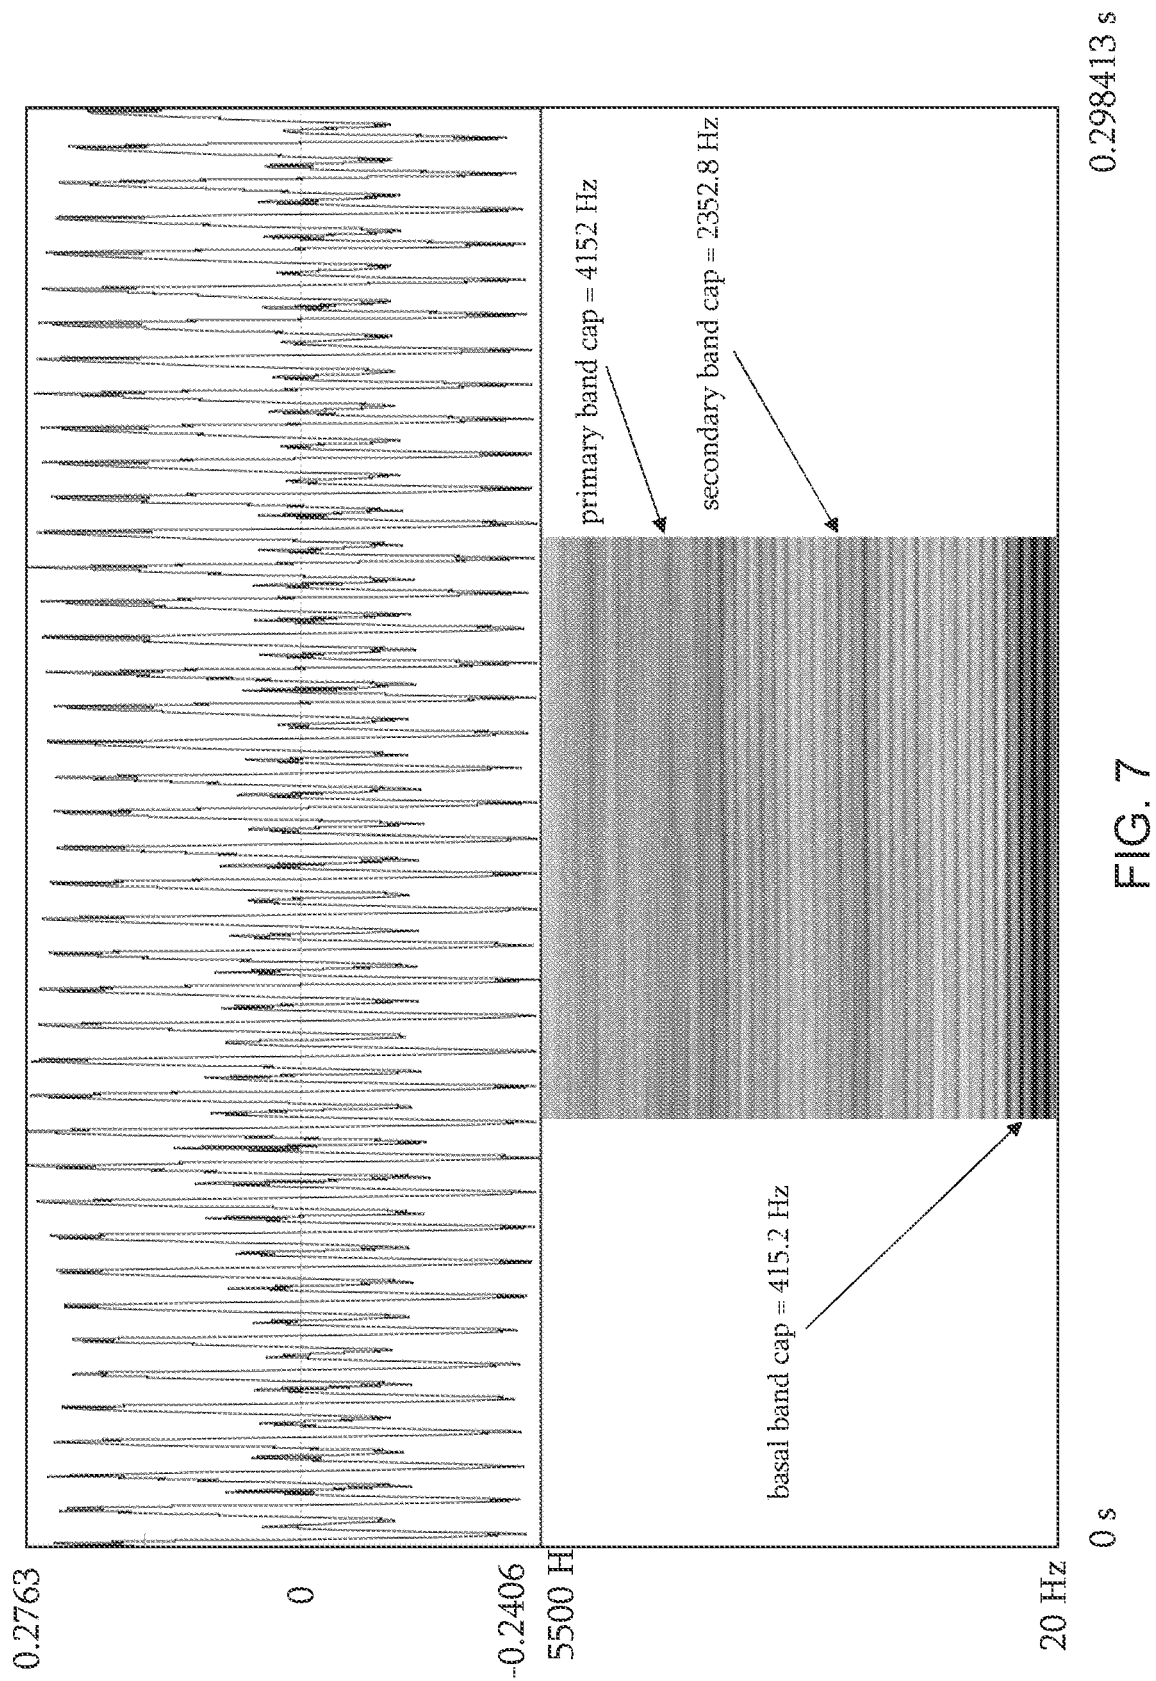 0.2763
0
-0.2406
5500 H
20 Hz
primary band cap = 4152 Hz
secondary band cap = 2352.8 Hz
basal band cap = 415.2 Hz
0 s
0.298413 s
FIG. 7